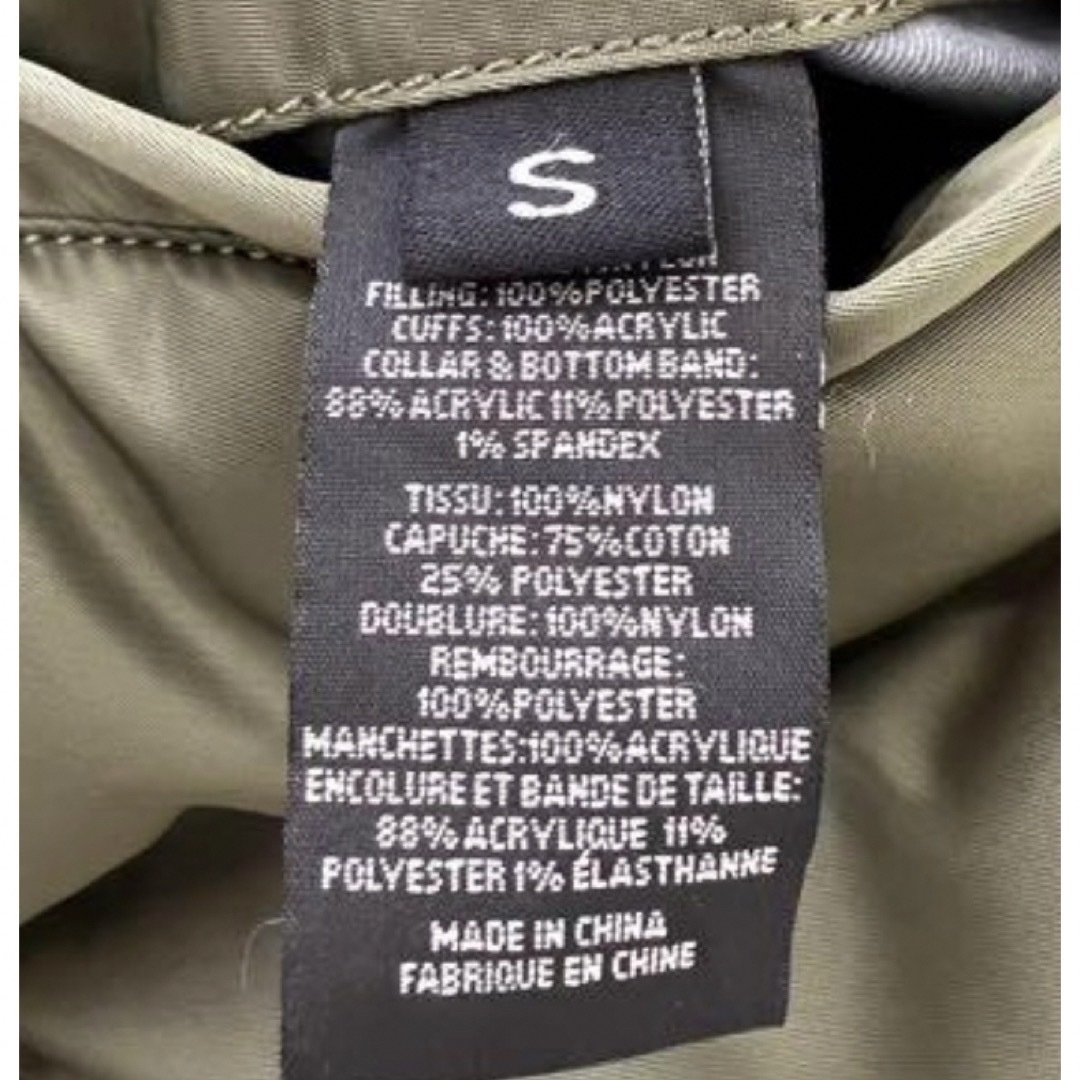 S
FILLING:100%POLYESTER
CUFFS:100%ACRYLIC
COLLAR & BOTTOM BAND:
88% ACRYLIC 11% POLYESTER
1% SPANDEX
TISSU:100%NYLON
CAPUCHE:75%COTON
25% POLYESTER
DOUBLURE:100%NYLON
REMBOURRAGE:
100%POLYESTER
MANCHETTES:100%ACRYLIQUE
ENCOLURE ET BANDE DE TAILLE:
88% ACRYLIQUE 11%
POLYESTER 1% ÉLASTHANNE
MADE IN CHINA
FABRIQUE EN CHINE